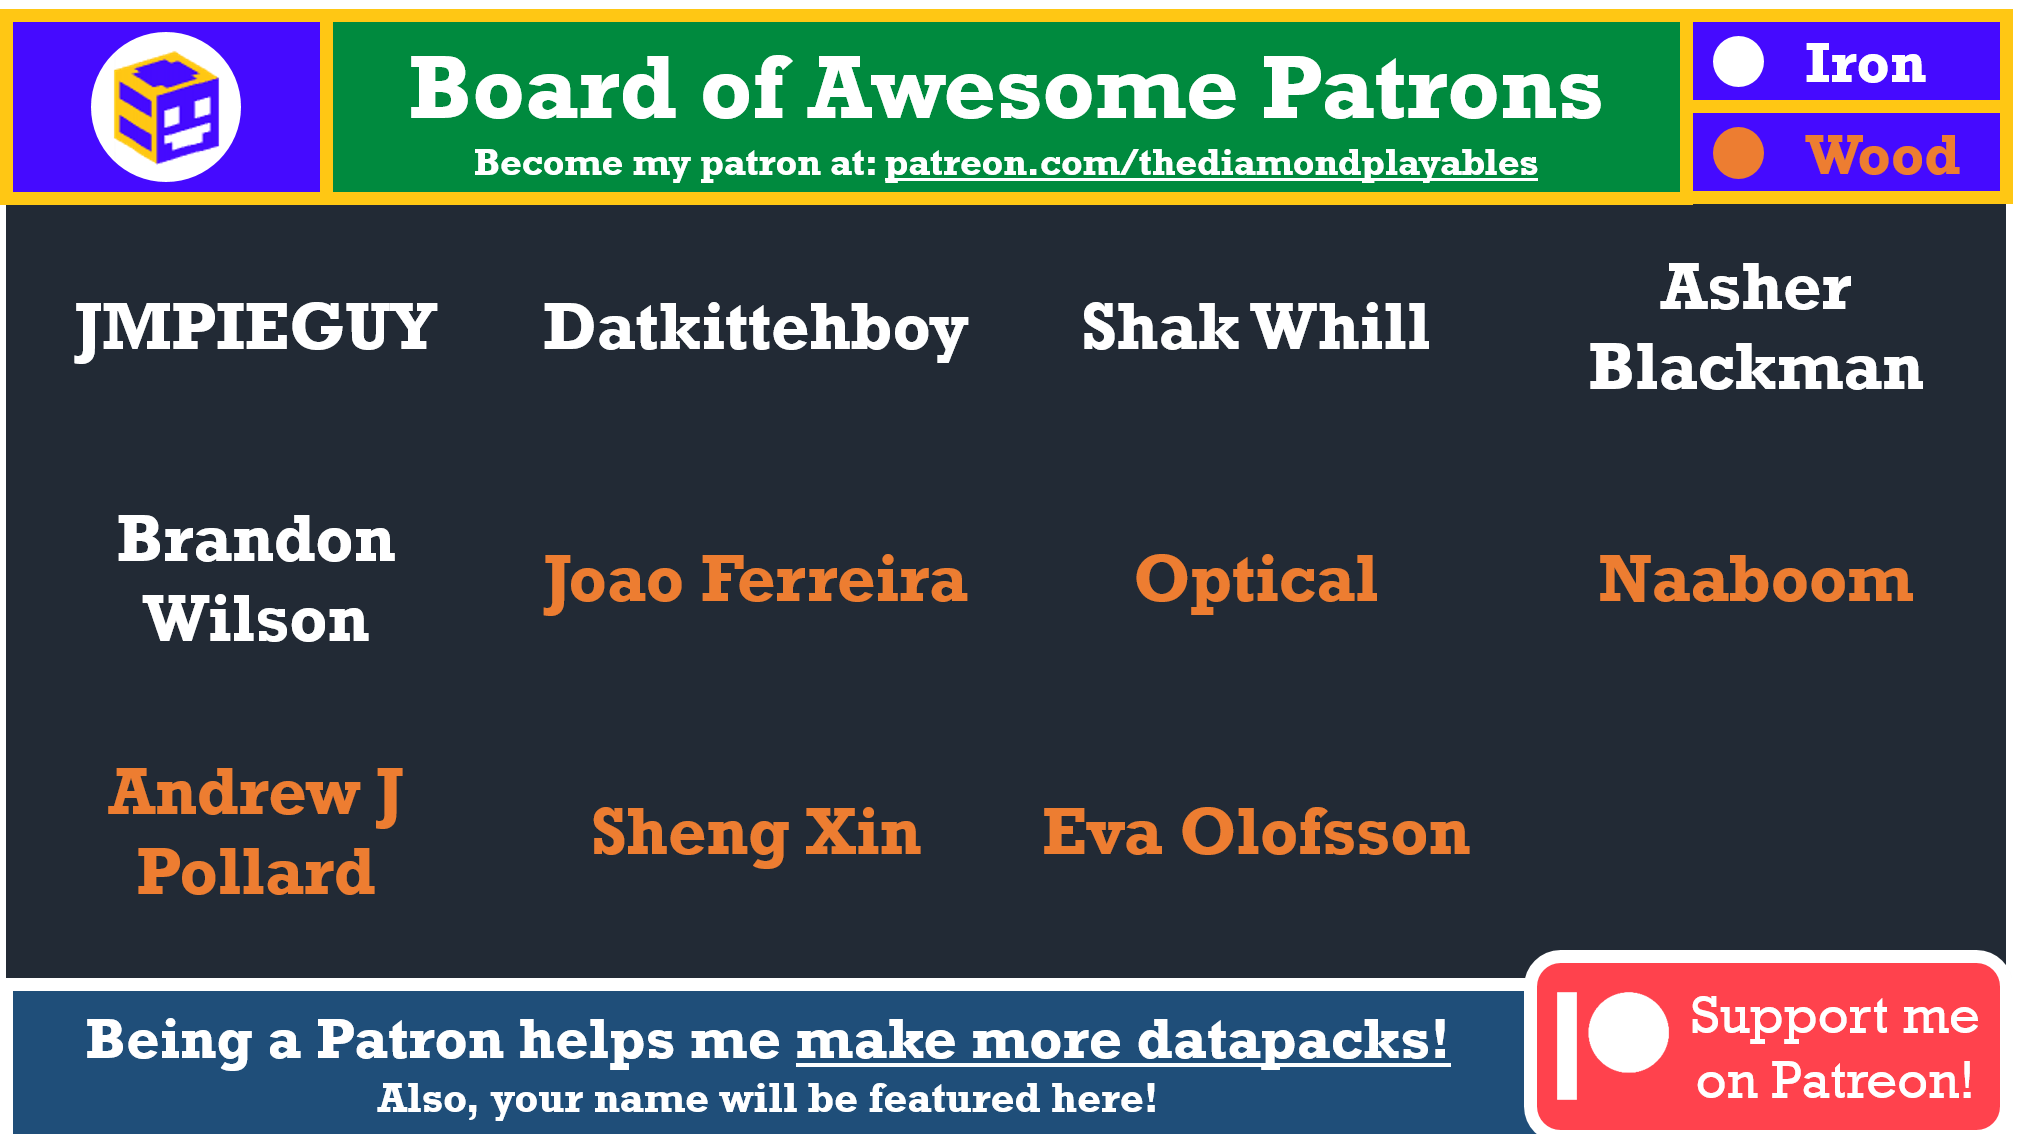 Board of Awesome Patrons
Become my patron at: patreon.com/thediamondplayables
Iron
Wood
JMPIEGUY
Datkittehboy
Shak Whill
Asher
Blackman
Brandon
Wilson
Joao Ferreira
Optical
Naaboom
Andrew J
Pollard
Sheng Xin
Eva Olofsson
Being a Patron helps me make more datapacks!
Also, your name will be featured here!
Support me
on Patreon!